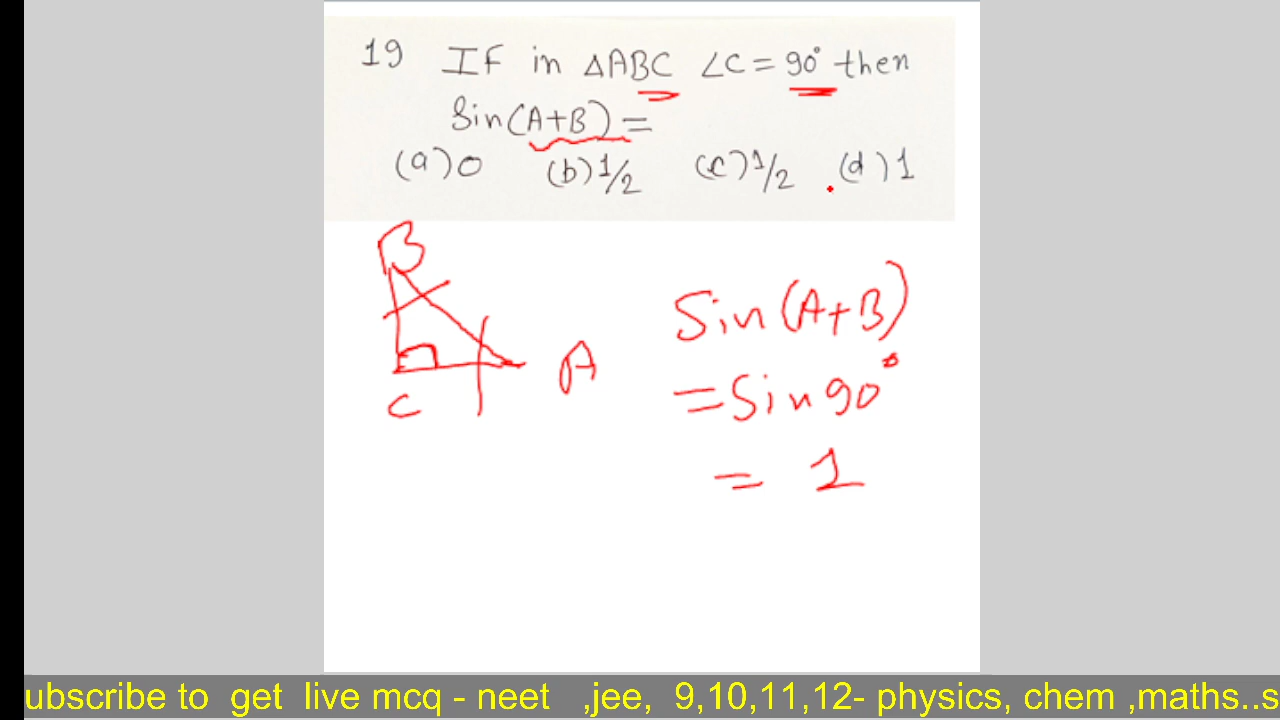 19 If in ΔABC ∠C = 90° then
Sin(A+B) =
(a) 0 (b) 1/2 (c) 1/2 (d) 1
B
A
C
Sin(A+B)
= Sin 90°
= 1
ubscribe to get live mcq - neet ,jee, 9,10,11,12- physics, chem ,maths..s